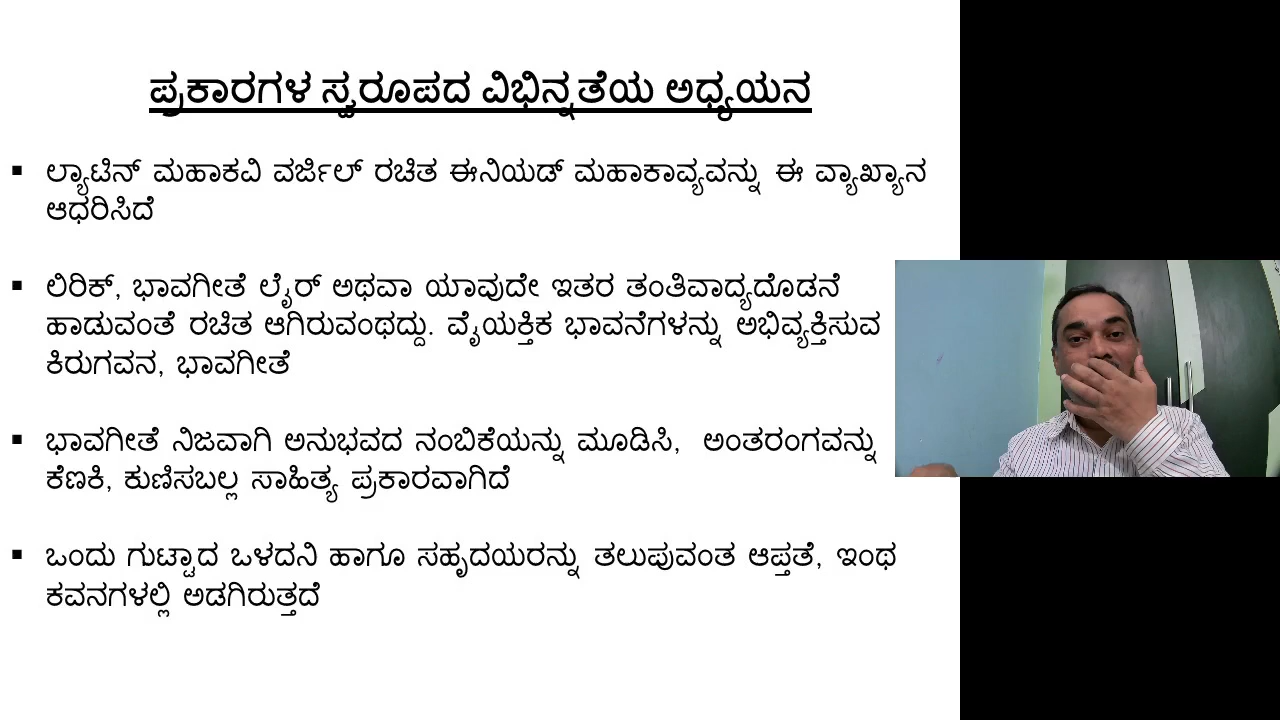 ಪ್ರಕಾರಗಳ ಸ್ವರೂಪದ ವಿಭಿನ್ನತೆಯ ಅಧ್ಯಯನ
▪ ಲ್ಯಾಟಿನ್ ಮಹಾಕವಿ ವರ್ಜಿಲ್ ರಚಿತ ಈನಿಯಡ್ ಮಹಾಕಾವ್ಯವನ್ನು ಈ ವ್ಯಾಖ್ಯಾನ
ಆಧರಿಸಿದೆ
▪ ಲಿರಿಕ್, ಭಾವಗೀತೆ ಲೈರ್ ಅಥವಾ ಯಾವುದೇ ಇತರ ತಂತಿವಾದ್ಯದೊಡನೆ
ಹಾಡುವಂತೆ ರಚಿತ ಆಗಿರುವಂಥದ್ದು. ವೈಯಕ್ತಿಕ ಭಾವನೆಗಳನ್ನು ಅಭಿವ್ಯಕ್ತಿಸುವ
ಕಿರುಗವನ, ಭಾವಗೀತೆ
▪ ಭಾವಗೀತೆ ನಿಜವಾಗಿ ಅನುಭವದ ನಂಬಿಕೆಯನ್ನು ಮೂಡಿಸಿ, ಅಂತರಂಗವನ್ನು
ಕೆಣಕಿ, ಕುಣಿಸಬಲ್ಲ ಸಾಹಿತ್ಯ ಪ್ರಕಾರವಾಗಿದೆ
▪ ಒಂದು ಗುಟ್ಟಾದ ಒಳದನಿ ಹಾಗೂ ಸಹೃದಯರನ್ನು ತಲುಪುವಂತ ಆಪ್ತತೆ, ಇಂಥ
ಕವನಗಳಲ್ಲಿ ಅಡಗಿರುತ್ತದೆ